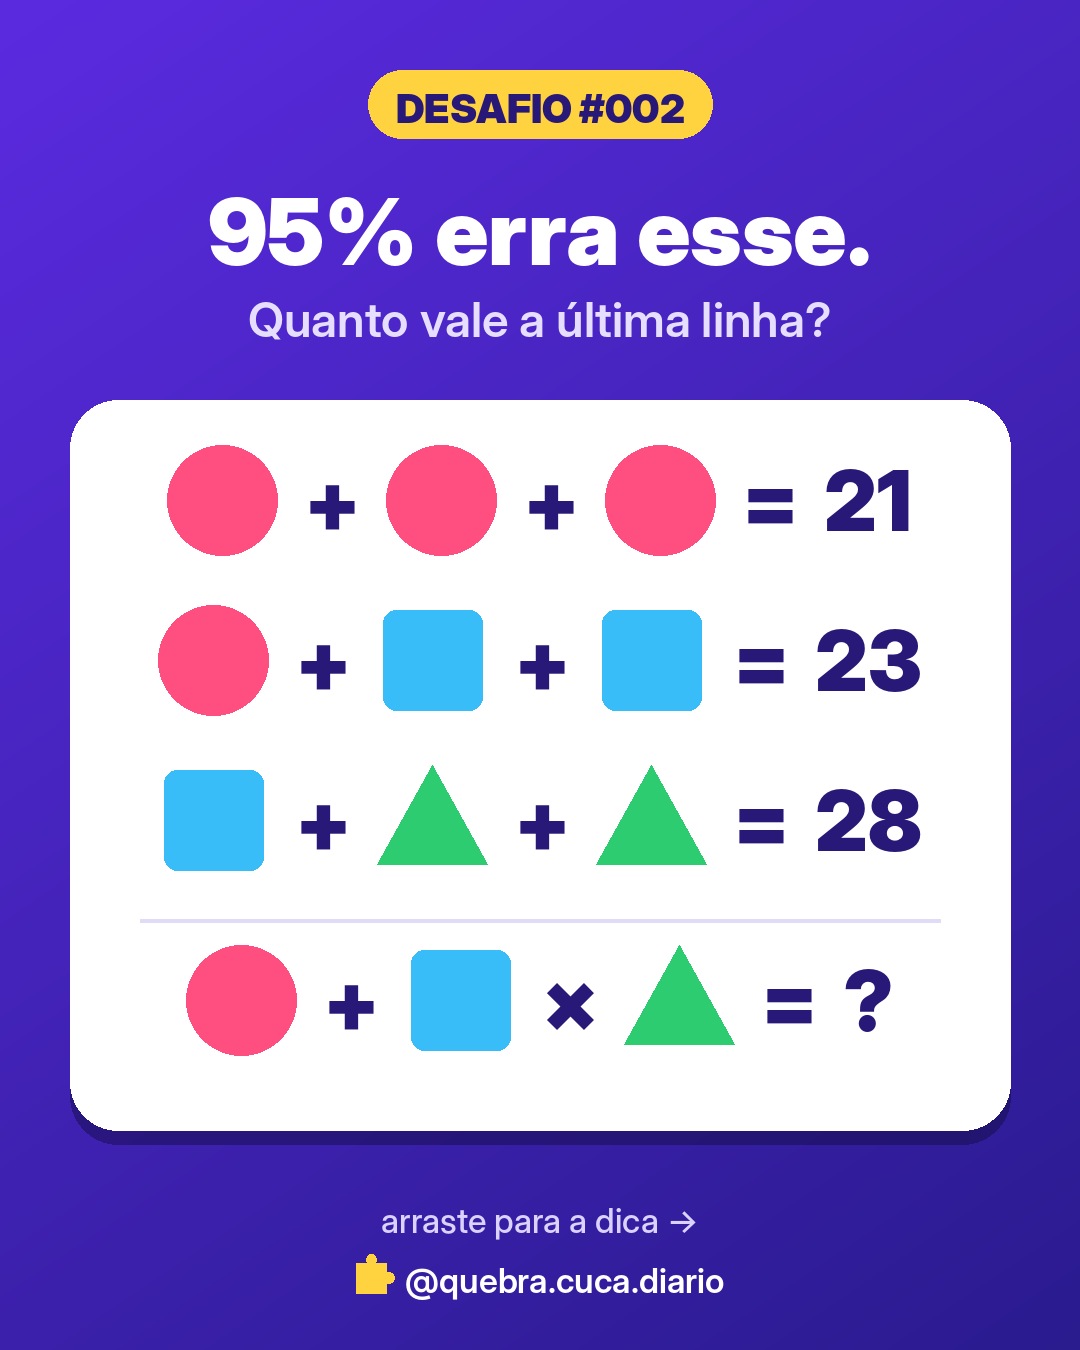 DESAFIO #002
95% erra esse.
Quanto vale a última linha?
+ + = 21
+ + = 23
+ + = 28
+ × = ?
arraste para a dica →
@quebra.cuca.diario